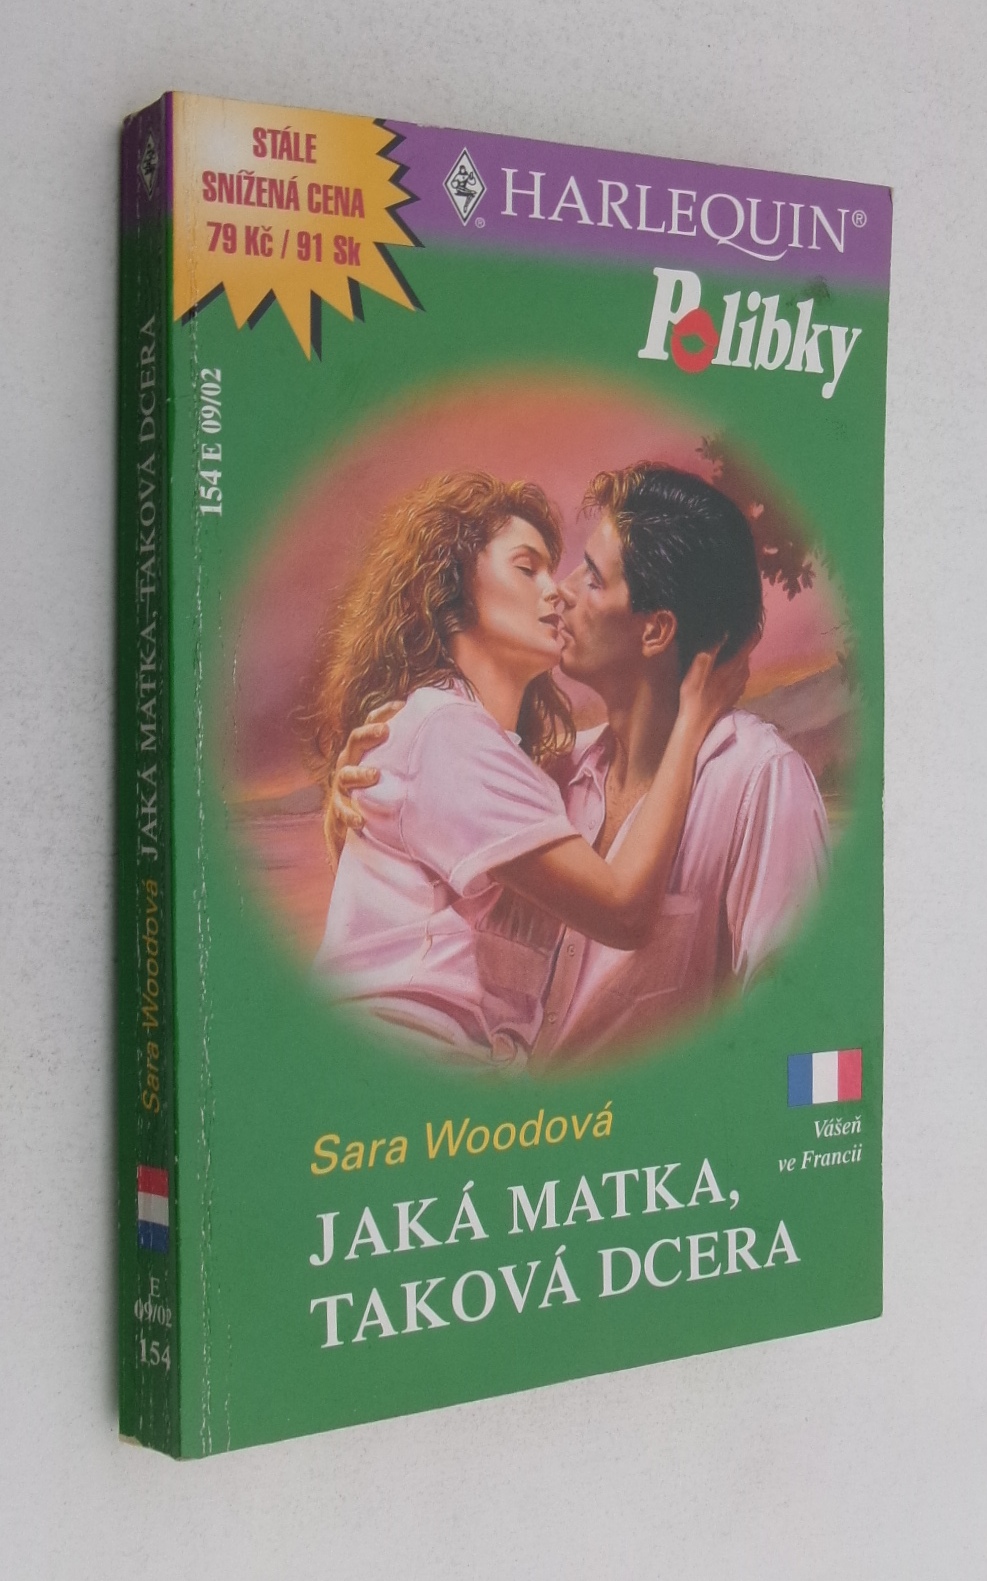 STÁLE
SNÍŽENÁ CENA
79 Kč / 91 Sk
HARLEQUIN®
®
Polibky
154 E 09/02
Sara Woodová
JAKÁ MATKA,
TAKOVÁ DCERA
Vášeň
ve Francii
Sara Woodová JAKÁ MATKA, TAKOVÁ DCERA
E
09/02
154